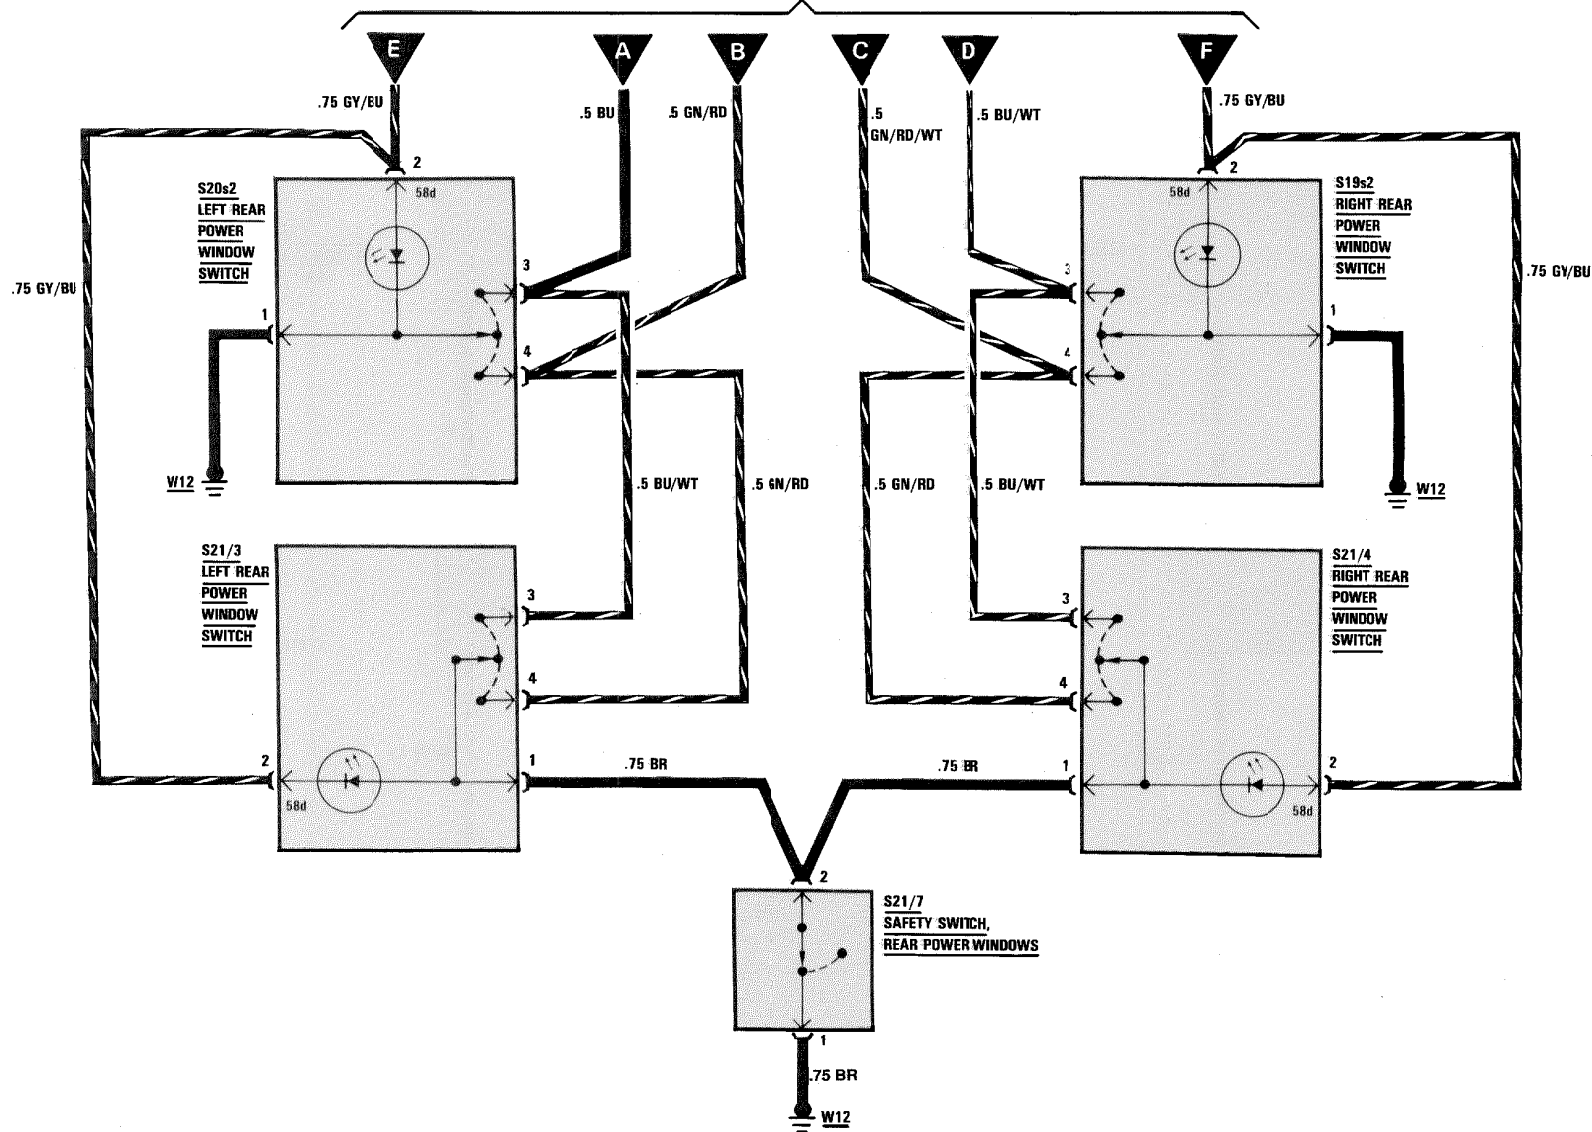 E A B C D F
.75 GY/BU
.5 BU
.5 GN/RD
.5
GN/RD/WT
.5 BU/WT
.75 GY/BU
2
58d
S20s2
LEFT REAR
POWER
WINDOW
SWITCH
3
1
4
.75 GY/BU
W12
2
58d
S19s2
RIGHT REAR
POWER
WINDOW
SWITCH
3
1
4
.75 GY/BU
W12
.5 BU/WT
.5 GN/RD
.5 GN/RD
.5 BU/WT
S21/3
LEFT REAR
POWER
WINDOW
SWITCH
3
4
2
1
58d
.75 BR
S21/4
RIGHT REAR
POWER
WINDOW
SWITCH
3
4
1
2
58d
.75 BR
2
S21/7
SAFETY SWITCH,
REAR POWER WINDOWS
1
.75 BR
W12